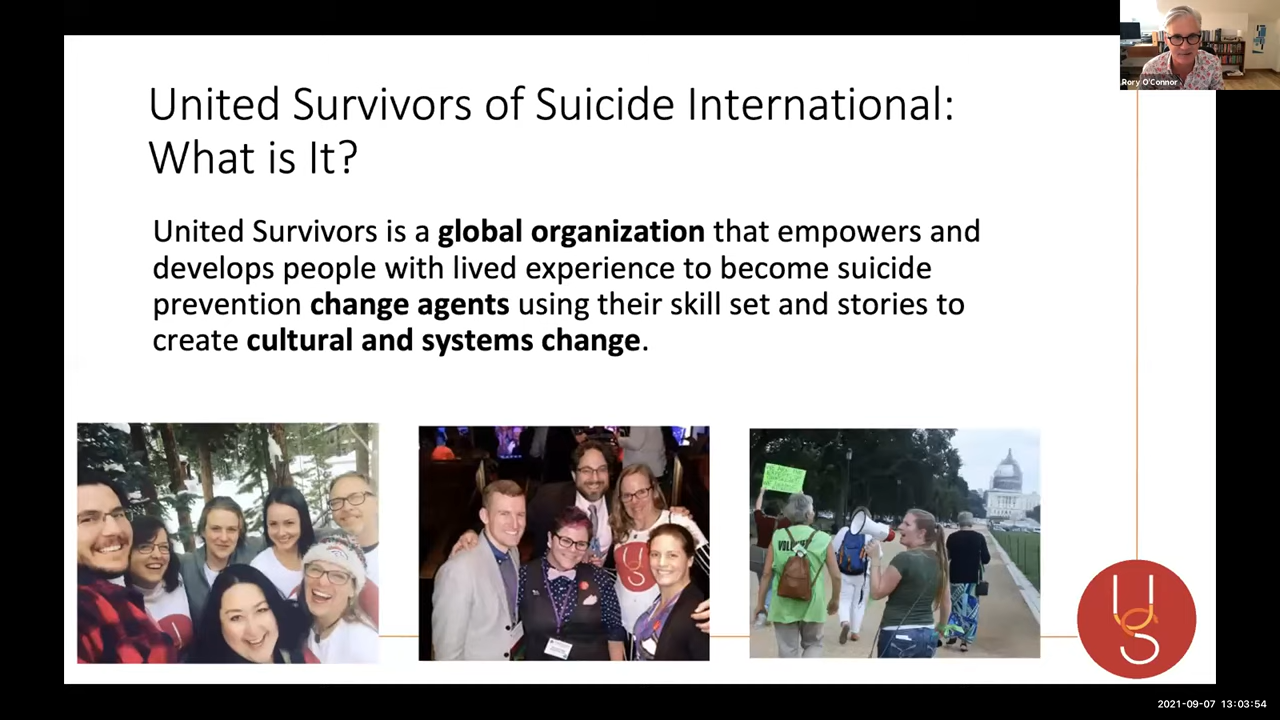 Rory O'Connor
United Survivors of Suicide International:
What is It?
United Survivors is a global organization that empowers and
develops people with lived experience to become suicide
prevention change agents using their skill set and stories to
create cultural and systems change.
US
2021-09-07 13:03:54